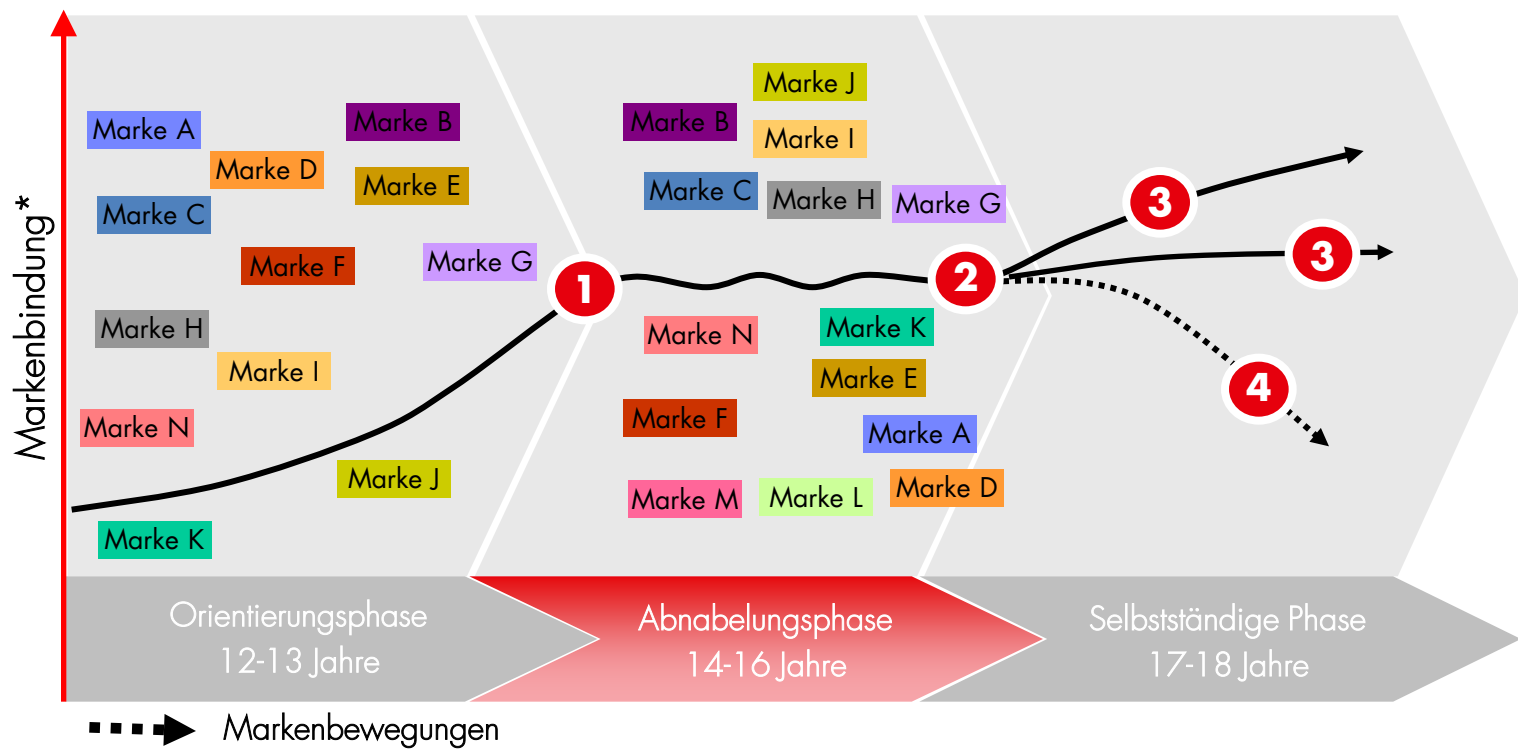 Markenbindung*
Marke A
Marke B
Marke D
Marke E
Marke C
Marke F
Marke G
Marke H
Marke I
Marke N
Marke J
Marke K
1
Marke J
Marke B
Marke I
Marke C
Marke H
Marke G
2
Marke N
Marke K
Marke E
Marke F
Marke A
Marke M
Marke L
Marke D
3
3
4
Orientierungsphase
12-13 Jahre
Abnabelungsphase
14-16 Jahre
Selbstständige Phase
17-18 Jahre
Markenbewegungen